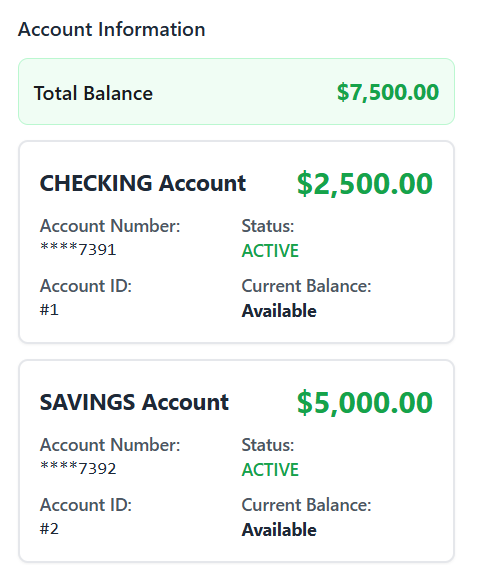 Account Information
Total Balance $7,500.00
CHECKING Account $2,500.00
Account Number: Status:
****7391 ACTIVE
Account ID: Current Balance:
#1 Available
SAVINGS Account $5,000.00
Account Number: Status:
****7392 ACTIVE
Account ID: Current Balance:
#2 Available